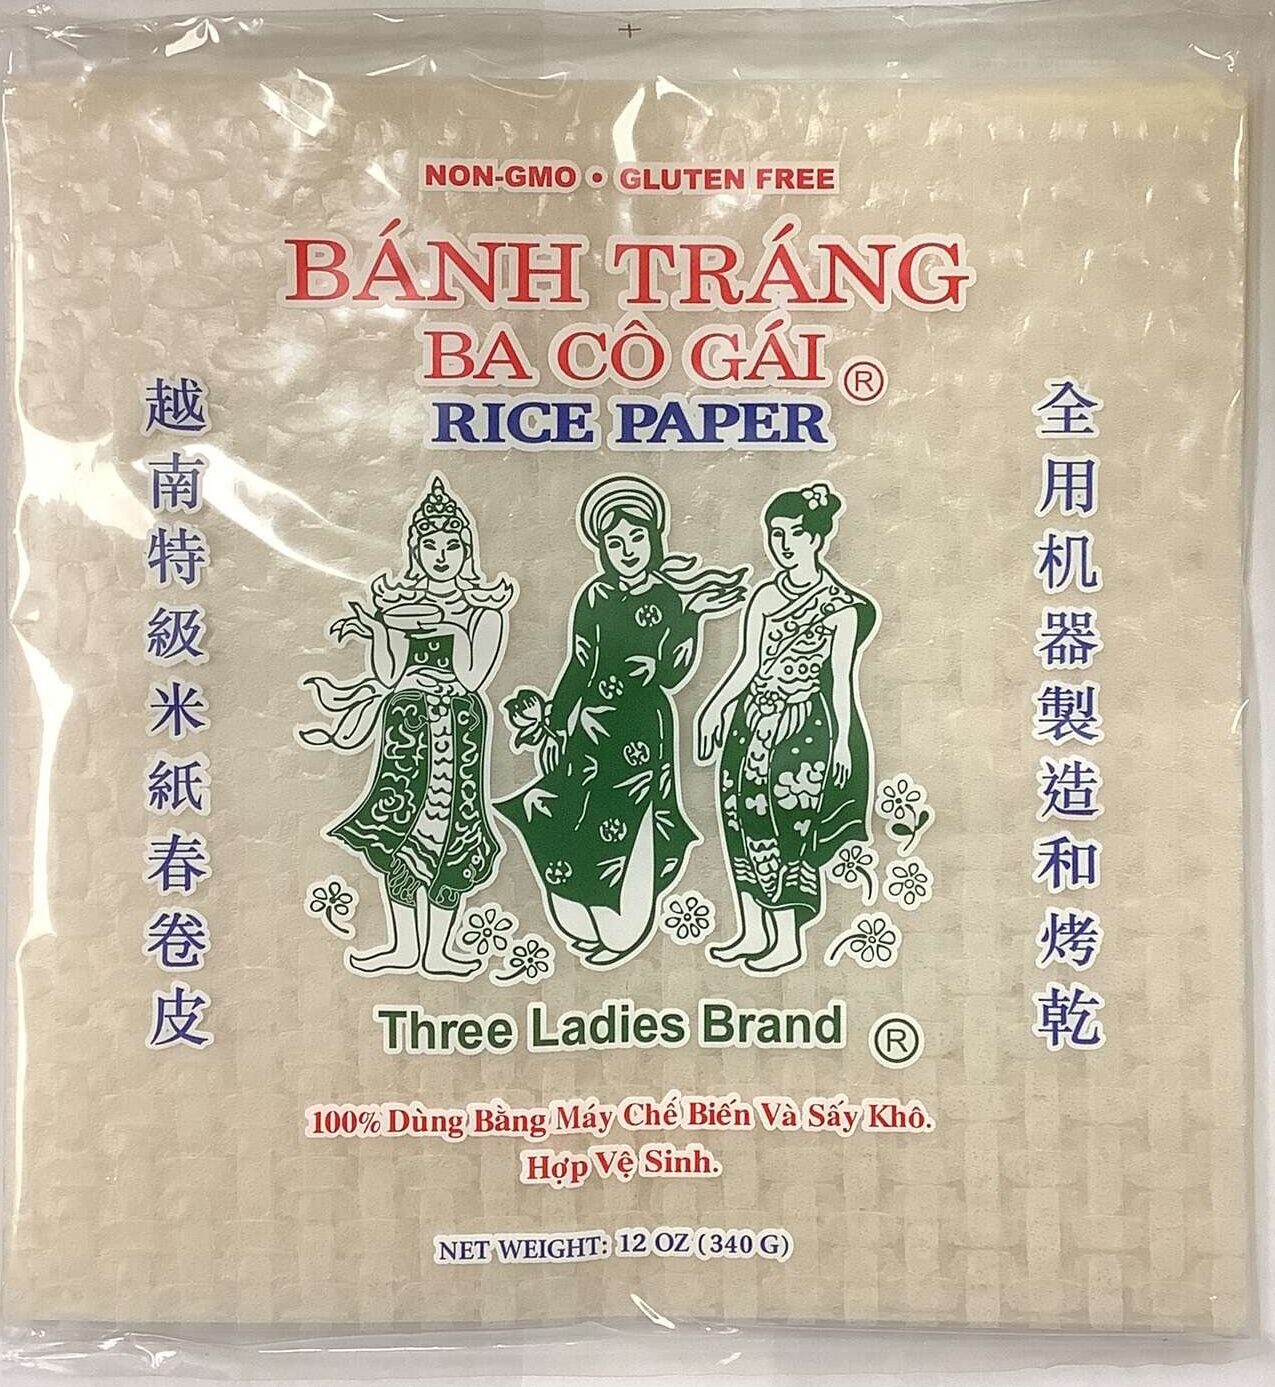 NON-GMO • GLUTEN FREE
BÁNH TRÁNG
BA CÔ GÁI ®
RICE PAPER
越南特級米紙春卷皮
全用机器製造和烤乾
Three Ladies Brand ®
100% Dùng Bằng Máy Chế Biến Và Sấy Khô.
Hợp Vệ Sinh.
NET WEIGHT: 12 OZ (340 G)